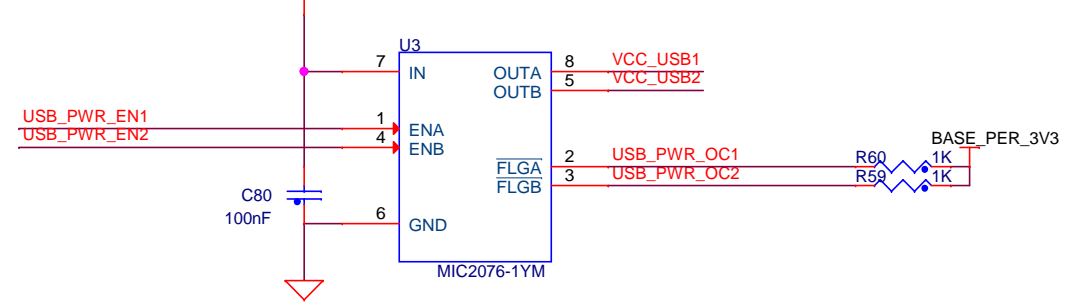 U3
7 IN OUTA 8 VCC_USB1
OUTB 5 VCC_USB2
USB_PWR_EN1 1 ENA
USB_PWR_EN2 4 ENB
BASE_PER_3V3
FLGA 2 USB_PWR_OC1 R60 1K
FLGB 3 USB_PWR_OC2 R59 1K
C80
100nF
6 GND
MIC2076-1YM